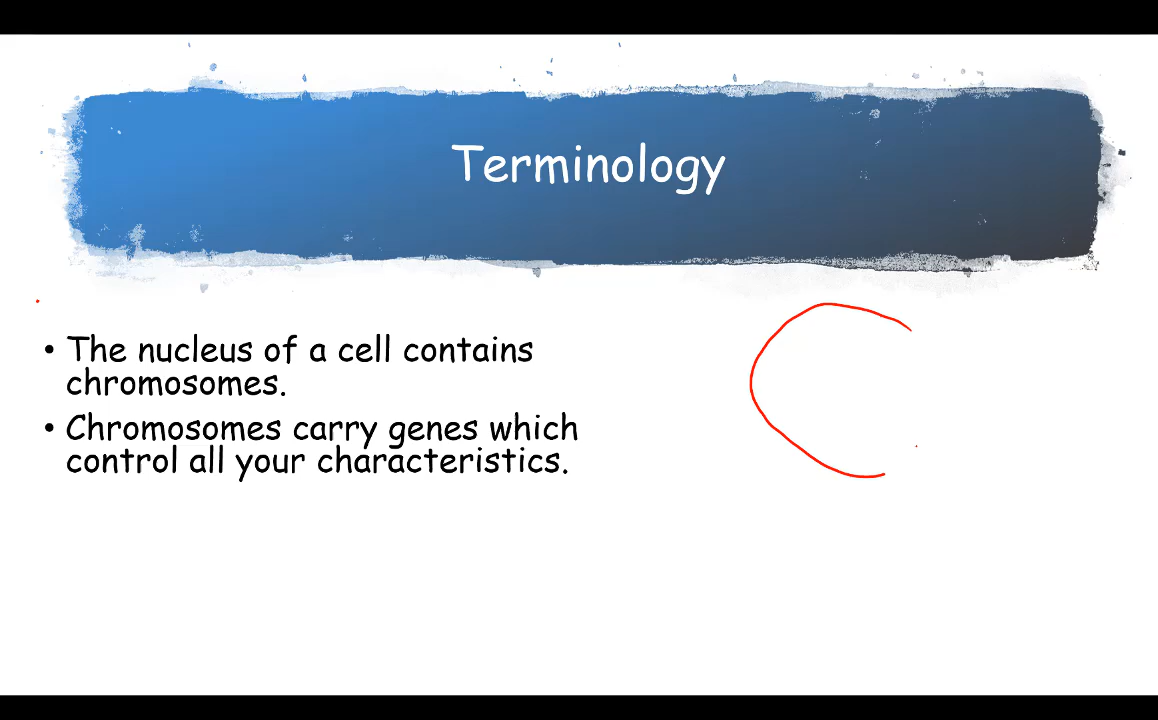 Terminology
• The nucleus of a cell contains
chromosomes.
• Chromosomes carry genes which
control all your characteristics.